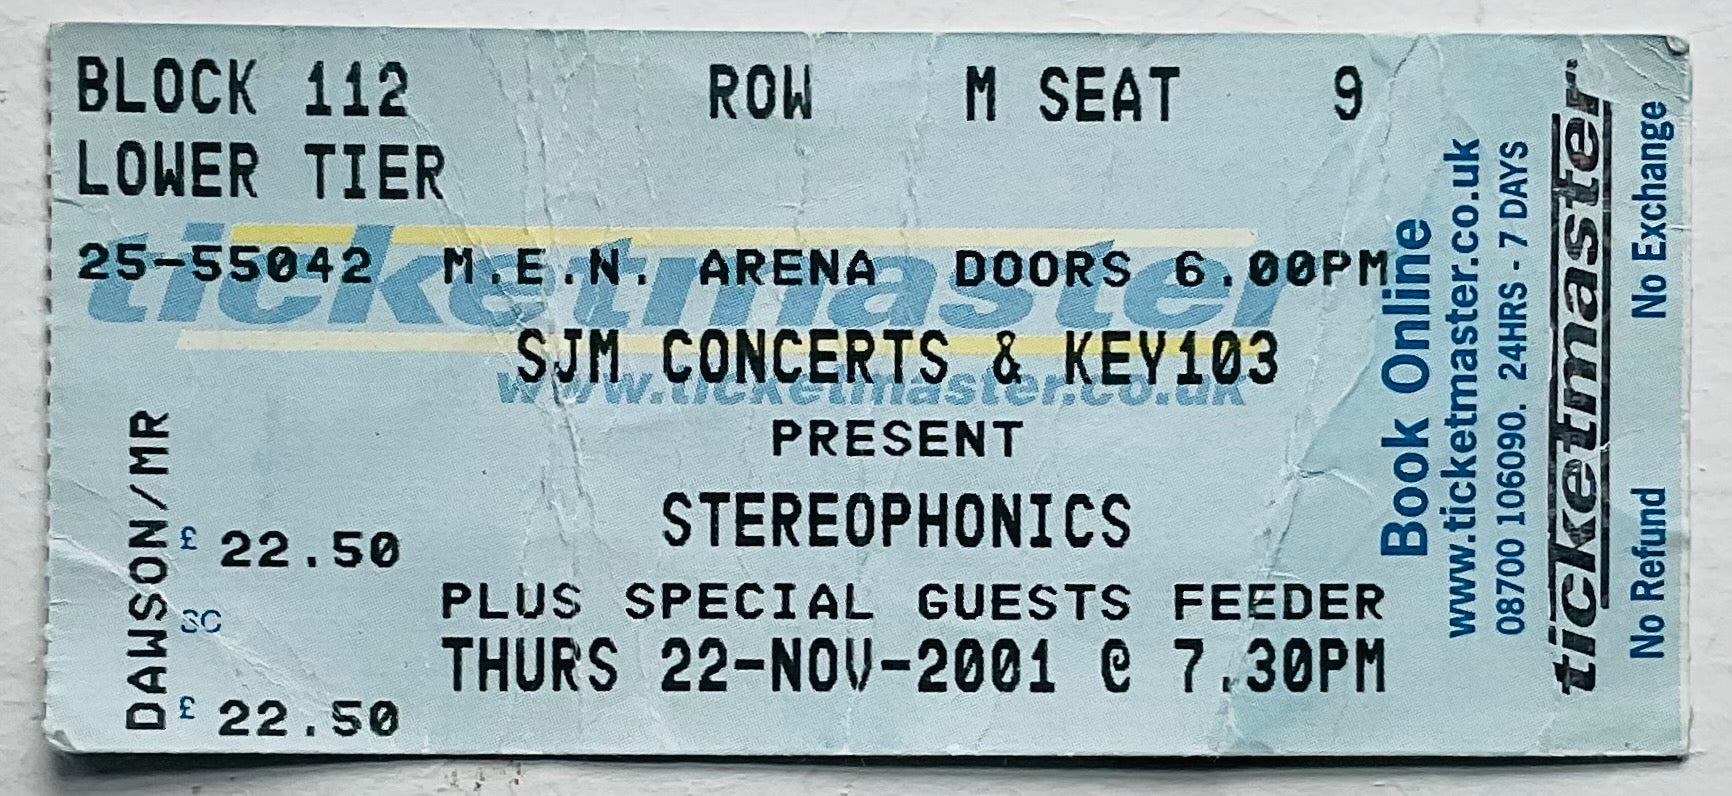 BLOCK 112 ROW M SEAT 9
LOWER TIER
ticketmaster
25-55042 M.E.N. ARENA DOORS 6.00PM
SJM CONCERTS & KEY103
www.ticketmaster.co.uk
PRESENT
STEREOPHONICS
PLUS SPECIAL GUESTS FEEDER
THURS 22-NOV-2001 @ 7.30PM
DAWSON/MR
£ 22.50
SC
£ 22.50
Book Online
www.ticketmaster.co.uk
08700 106090. 24HRS - 7 DAYS
ticketmaster
No Refund No Exchange